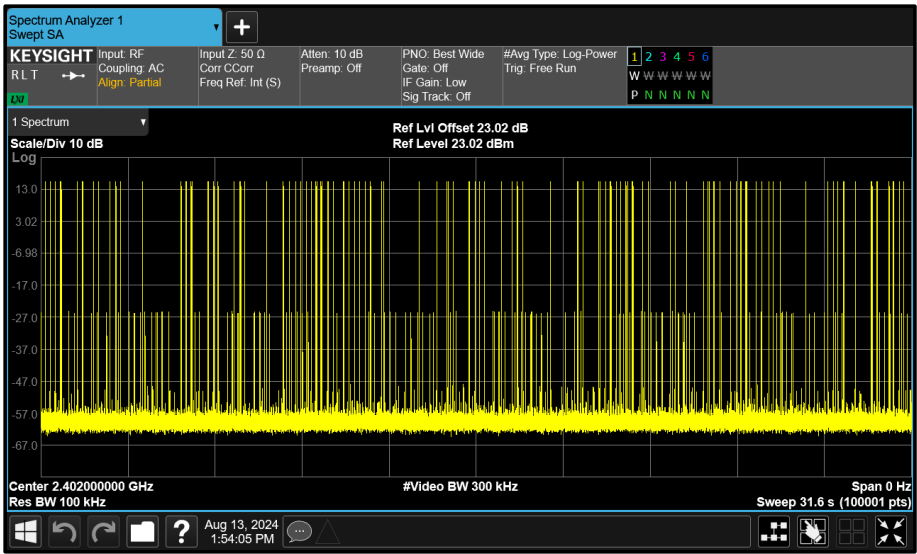 Spectrum Analyzer 1
Swept SA
+
KEYSIGHT Input: RF Input Z: 50 Ω Atten: 10 dB PNO: Best Wide #Avg Type: Log-Power 1 2 3 4 5 6
RLT Coupling: AC Corr CCorr Preamp: Off Gate: Off Trig: Free Run W W W W W W
Align: Partial Freq Ref: Int (S) IF Gain: Low P N N N N N
LXI Sig Track: Off
1 Spectrum
Ref Lvl Offset 23.02 dB
Scale/Div 10 dB Ref Level 23.02 dBm
Log
13.0
3.02
-6.98
-17.0
-27.0
-37.0
-47.0
-57.0
-67.0
Center 2.402000000 GHz #Video BW 300 kHz Span 0 Hz
Res BW 100 kHz Sweep 31.6 s (100001 pts)
? Aug 13, 2024
1:54:05 PM